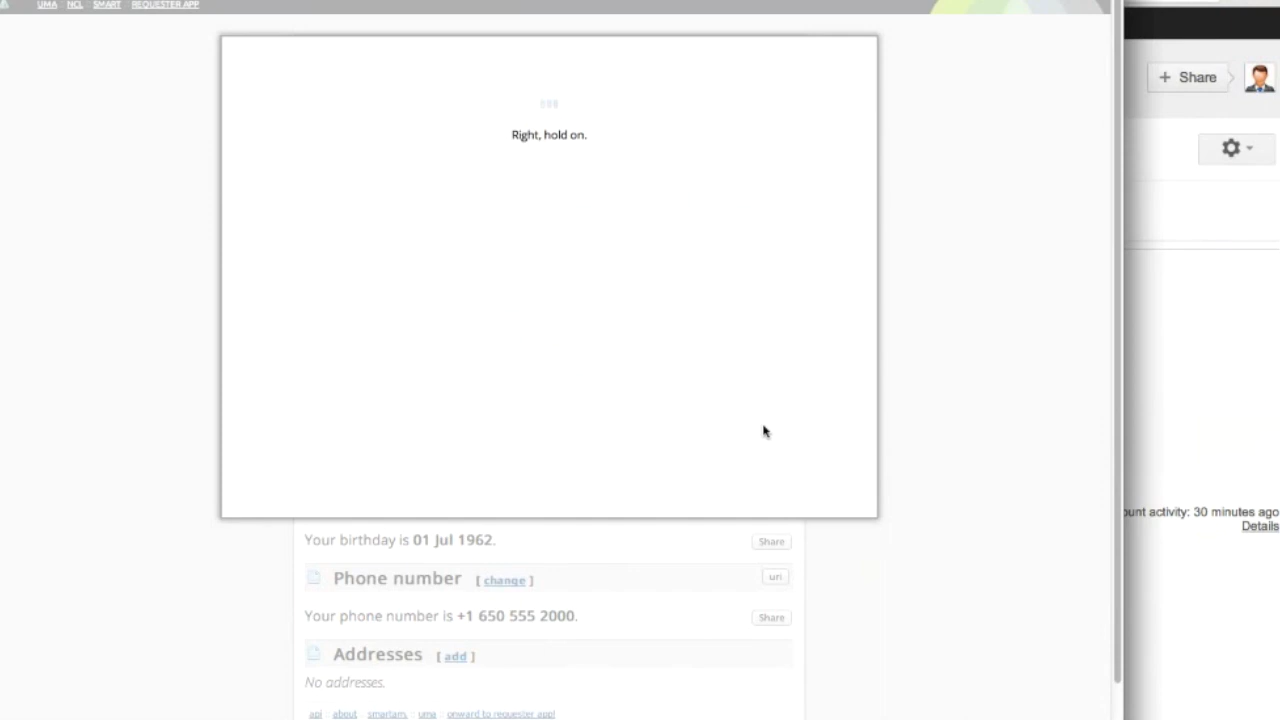 UMA NCL SMART REQUESTER APP
+ Share
Right, hold on.
ount activity: 30 minutes ago
Details
Your birthday is 01 Jul 1962.
Share
Phone number [ change ]
uri
Your phone number is +1 650 555 2000.
Share
Addresses [ add ]
No addresses.
api about smartam. uma onward to requester app!